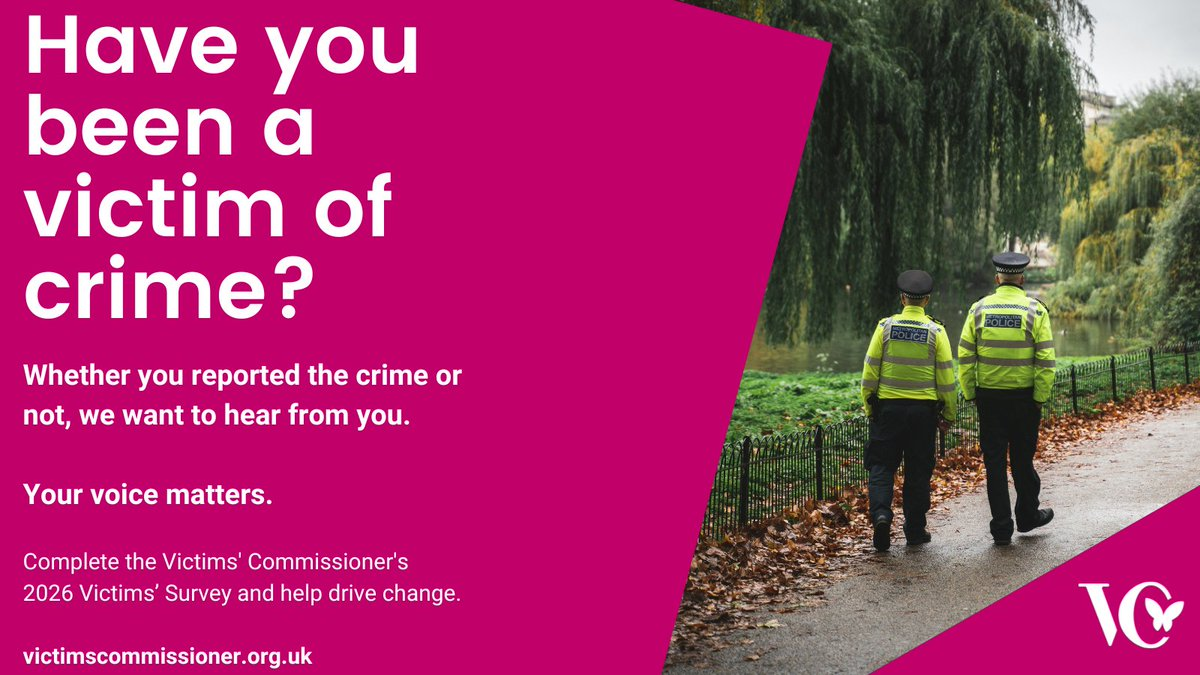 Have you
been a
victim of
crime?
Whether you reported the crime or
not, we want to hear from you.
Your voice matters.
Complete the Victims' Commissioner's
2026 Victims’ Survey and help drive change.
victimscommissioner.org.uk
METROPOLITAN
POLICE
METROPOLITAN
POLICE
VC